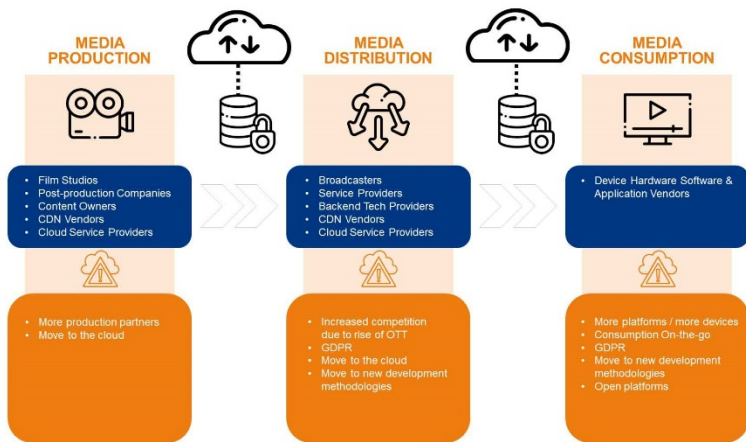 MEDIA
PRODUCTION
MEDIA
DISTRIBUTION
MEDIA
CONSUMPTION
• Film Studios
• Post-production Companies
• Content Owners
• CDN Vendors
• Cloud Service Providers
• Broadcasters
• Service Providers
• Backend Tech Providers
• CDN Vendors
• Cloud Service Providers
• Device Hardware Software &
Application Vendors
• More production partners
• Move to the cloud
• Increased competition
due to rise of OTT
• GDPR
• Move to the cloud
• Move to new development
methodologies
• More platforms / more devices
• Consumption On-the-go
• GDPR
• Move to new development
methodologies
• Open platforms